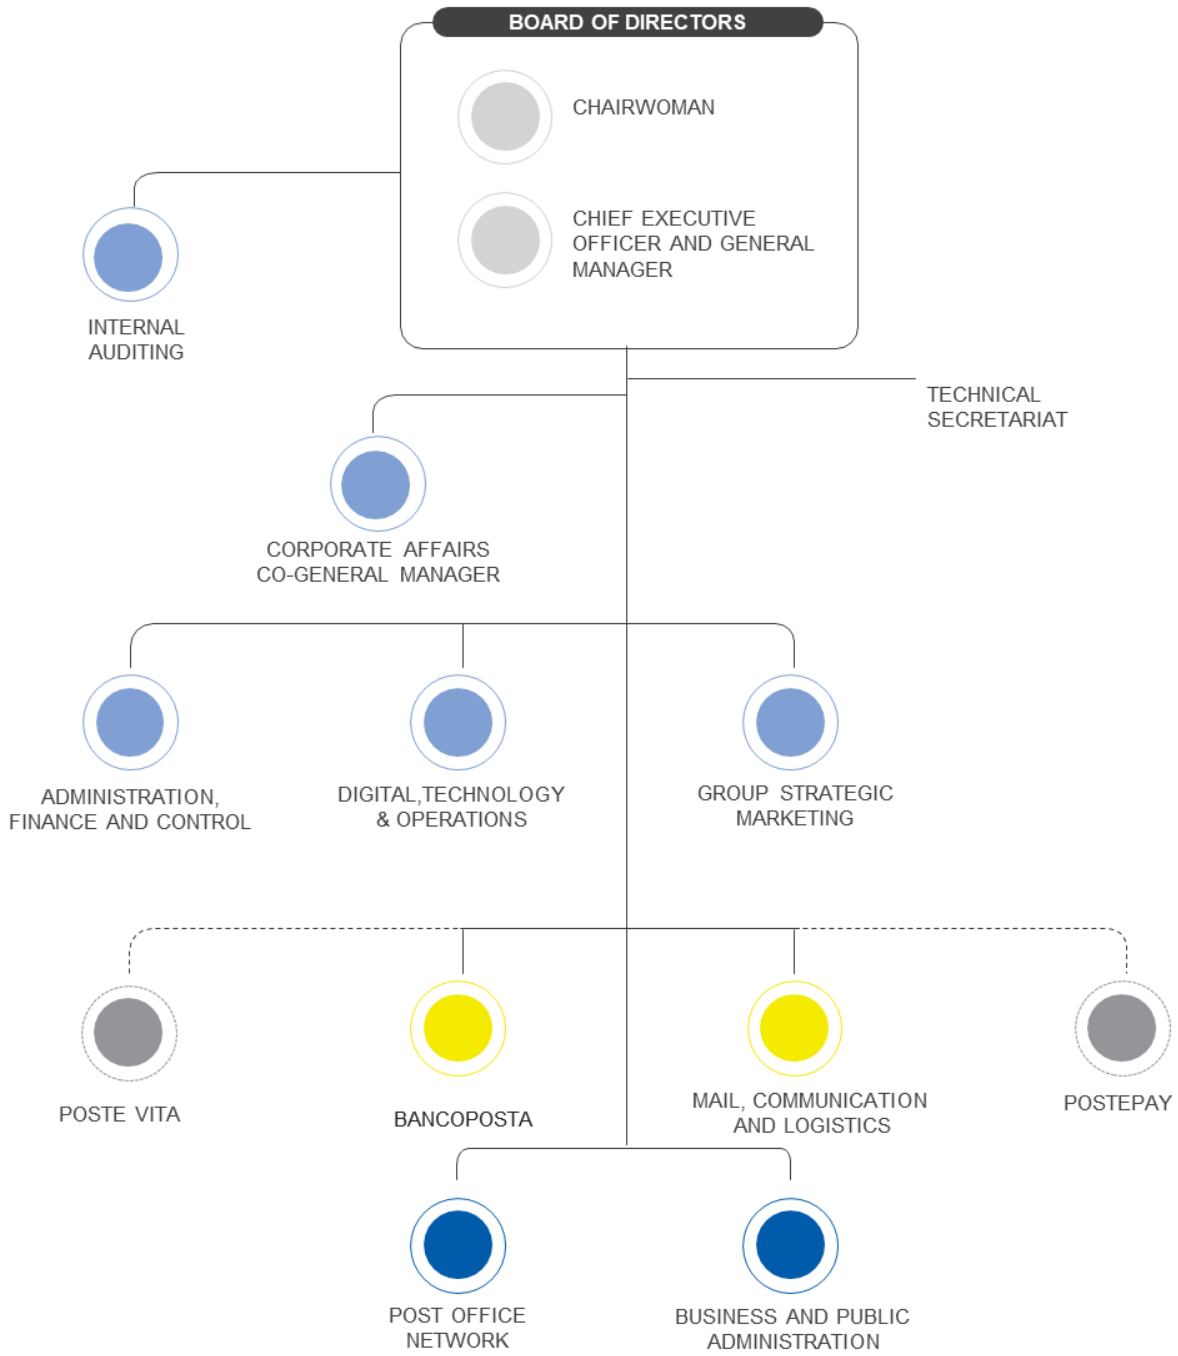 BOARD OF DIRECTORS
CHAIRWOMAN
CHIEF EXECUTIVE
OFFICER AND GENERAL
MANAGER
INTERNAL
AUDITING
TECHNICAL
SECRETARIAT
CORPORATE AFFAIRS
CO-GENERAL MANAGER
ADMINISTRATION,
FINANCE AND CONTROL
DIGITAL,TECHNOLOGY
& OPERATIONS
GROUP STRATEGIC
MARKETING
POSTE VITA
BANCOPOSTA
MAIL, COMMUNICATION
AND LOGISTICS
POSTEPAY
POST OFFICE
NETWORK
BUSINESS AND PUBLIC
ADMINISTRATION